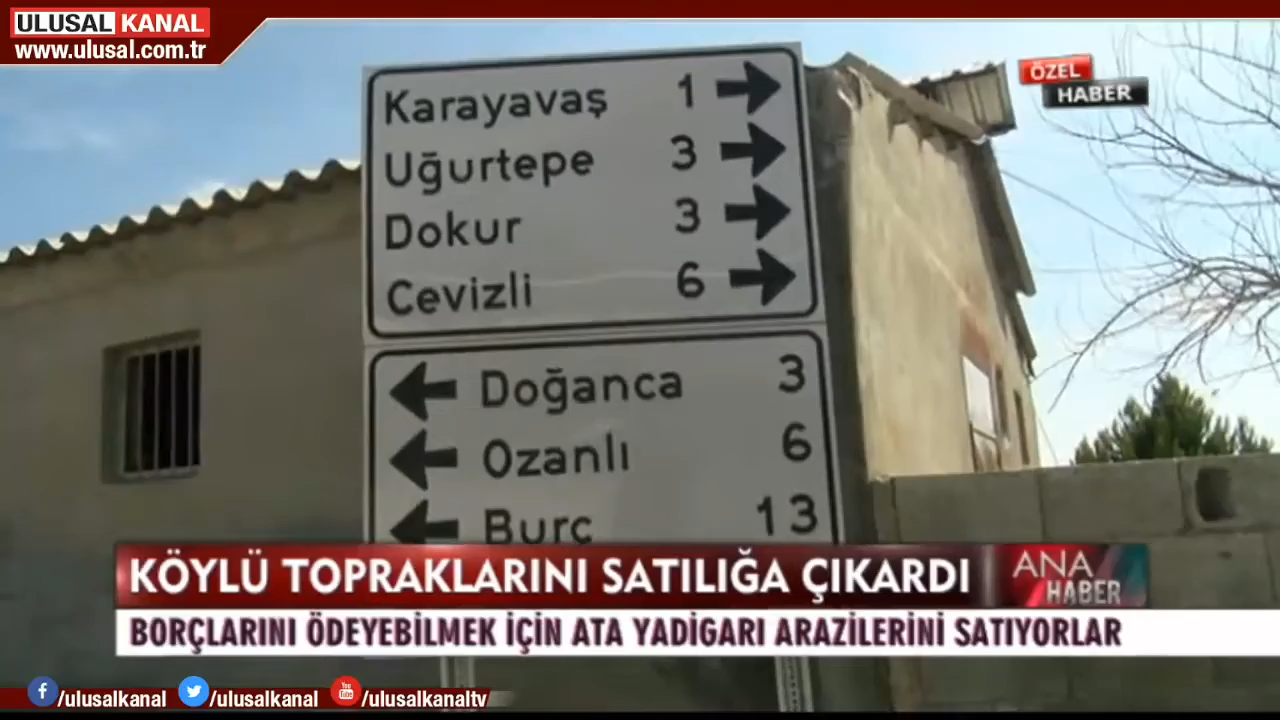 ULUSAL KANAL
www.ulusal.com.tr
ÖZEL
HABER
Karayavaş 1
Uğurtepe 3
Dokur 3
Cevizli 6
Doğanca 3
Ozanlı 6
Burç 13
KÖYLÜ TOPRAKLARINI SATILIĞA ÇIKARDI
ANA
HABER
BORÇLARINI ÖDEYEBİLMEK İÇİN ATA YADİGARI ARAZİLERİNİ SATIYORLAR
/ulusalkanal /ulusalkanal /ulusalkanaltv